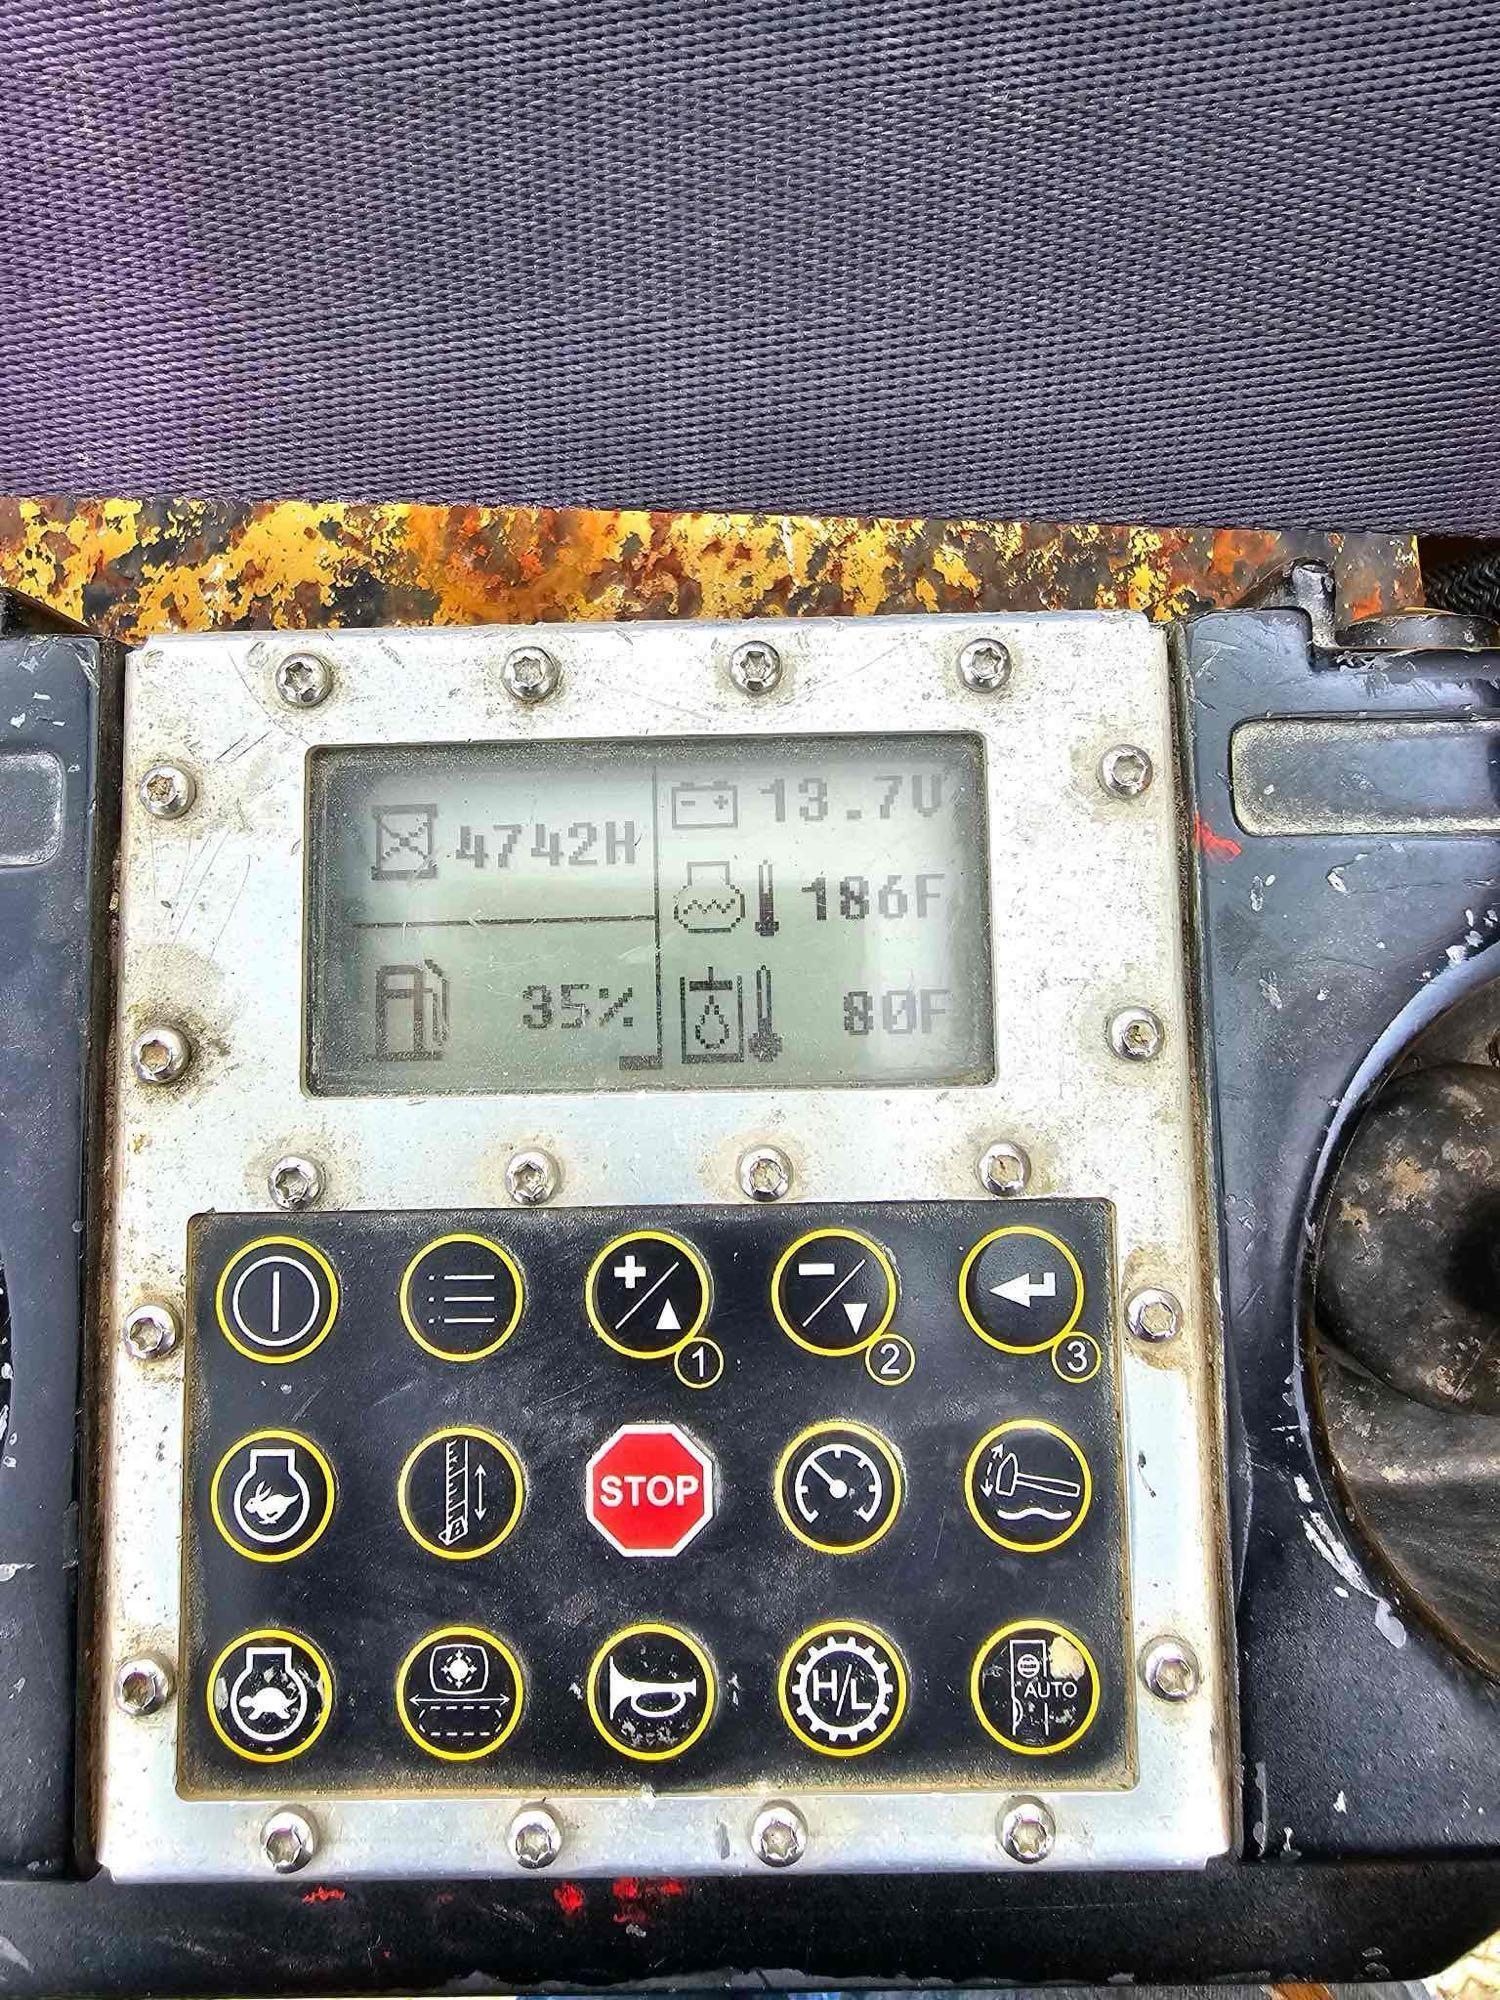 4742H
35%
13.7V
186F
80F
1
2
3
STOP
H/L
AUTO